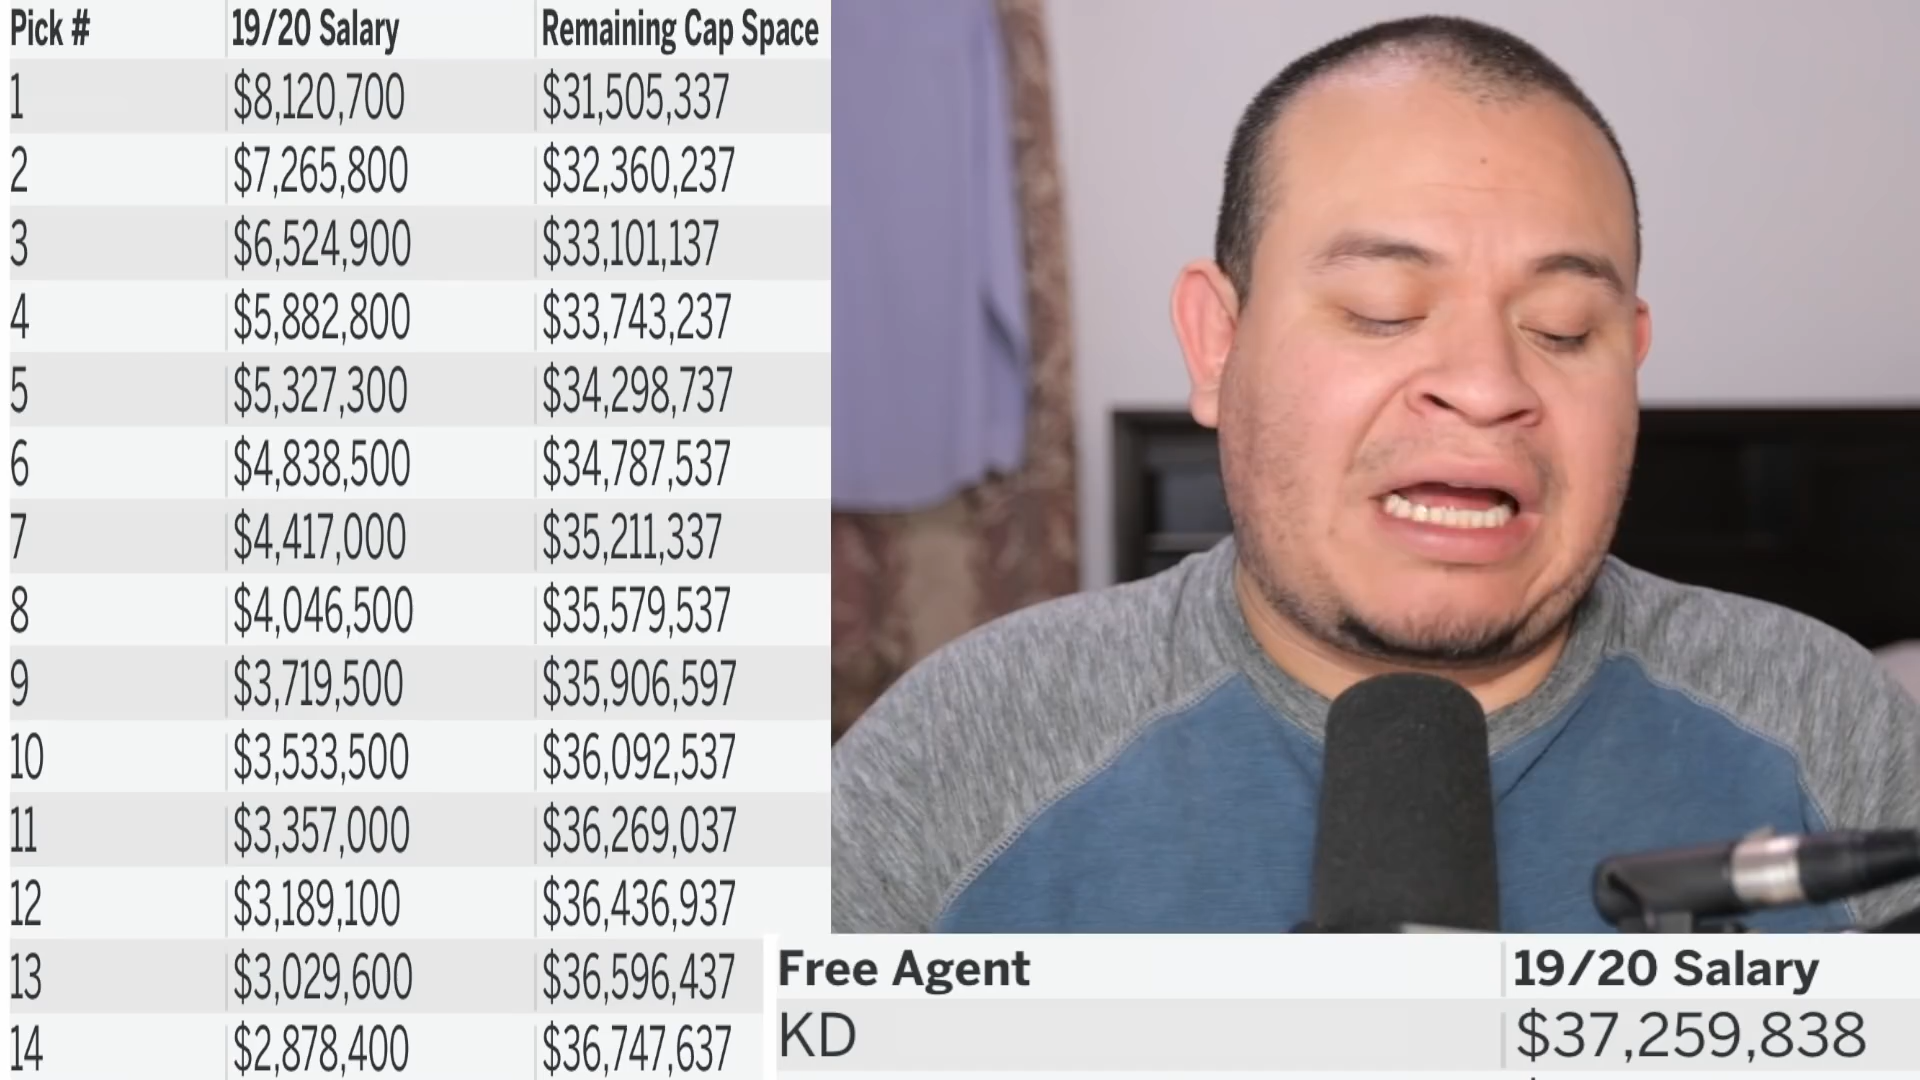 Pick # 19/20 Salary Remaining Cap Space
1 $8,120,700 $31,505,337
2 $7,265,800 $32,360,237
3 $6,524,900 $33,101,137
4 $5,882,800 $33,743,237
5 $5,327,300 $34,298,737
6 $4,838,500 $34,787,537
7 $4,417,000 $35,211,337
8 $4,046,500 $35,579,537
9 $3,719,500 $35,906,597
10 $3,533,500 $36,092,537
11 $3,357,000 $36,269,037
12 $3,189,100 $36,436,937
13 $3,029,600 $36,596,437
14 $2,878,400 $36,747,637
Free Agent 19/20 Salary
KD $37,259,838